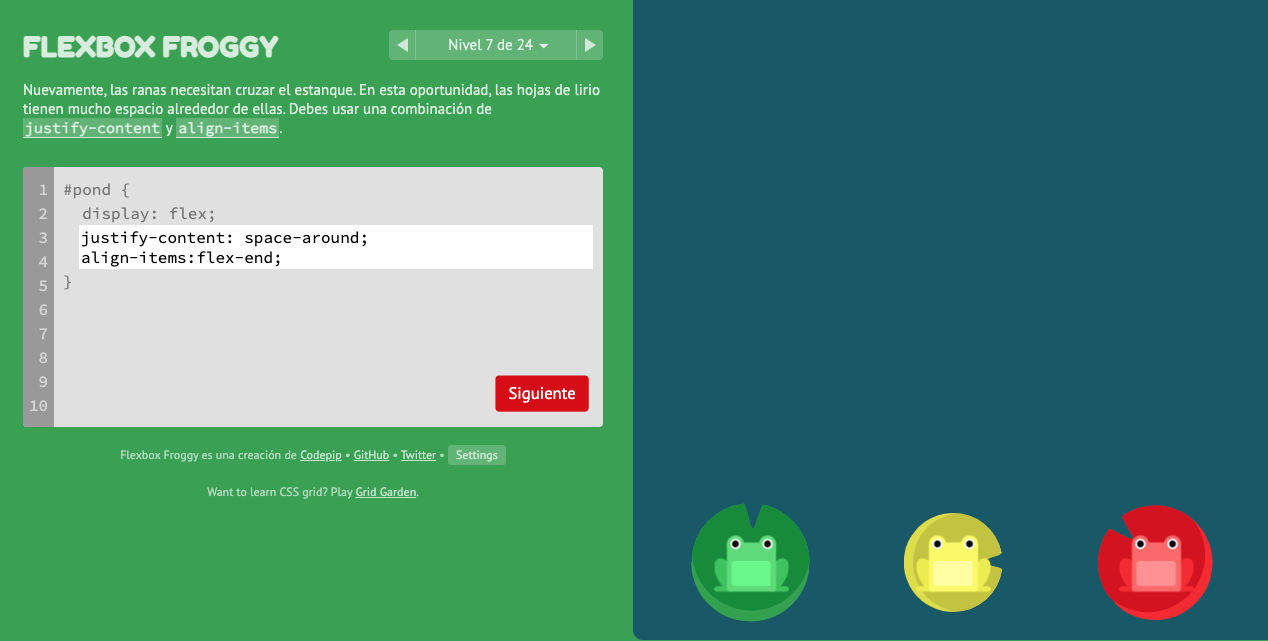 FLEXBOX FROGGY
Nivel 7 de 24
Nuevamente, las ranas necesitan cruzar el estanque. En esta oportunidad, las hojas de lirio
tienen mucho espacio alrededor de ellas. Debes usar una combinación de
justify-content y align-items.
1 #pond {
2 display: flex;
3 justify-content: space-around;
4 align-items:flex-end;
5 }
6
7
8
9
10
Siguiente
Flexbox Froggy es una creación de Codepip • GitHub • Twitter • Settings
Want to learn CSS grid? Play Grid Garden.